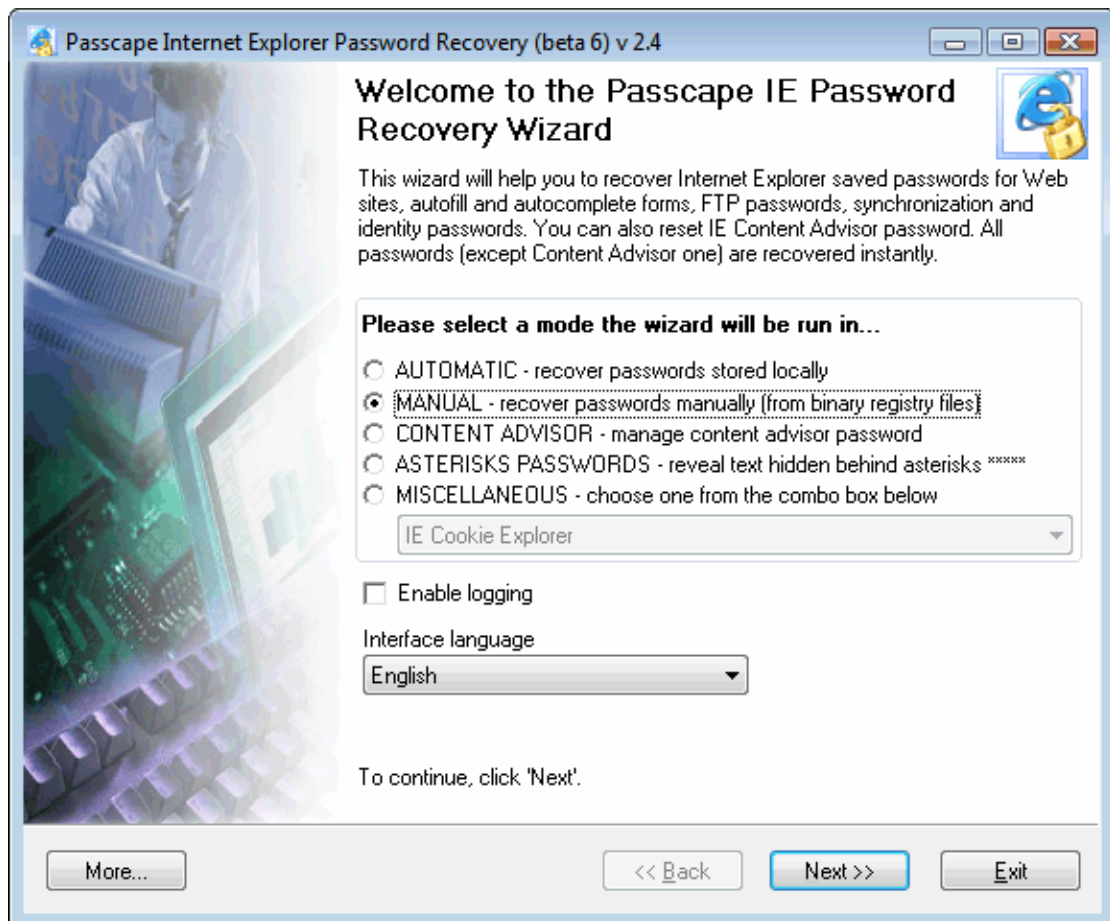 Passcape Internet Explorer Password Recovery (beta 6) v 2.4
Welcome to the Passcape IE Password
Recovery Wizard
This wizard will help you to recover Internet Explorer saved passwords for Web
sites, autofill and autocomplete forms, FTP passwords, synchronization and
identity passwords. You can also reset IE Content Advisor password. All
passwords (except Content Advisor one) are recovered instantly.
Please select a mode the wizard will be run in...
AUTOMATIC - recover passwords stored locally
MANUAL - recover passwords manually (from binary registry files)
CONTENT ADVISOR - manage content advisor password
ASTERISKS PASSWORDS - reveal text hidden behind asterisks *****
MISCELLANEOUS - choose one from the combo box below
IE Cookie Explorer
Enable logging
Interface language
English
To continue, click 'Next'.
More... << Back Next >> Exit